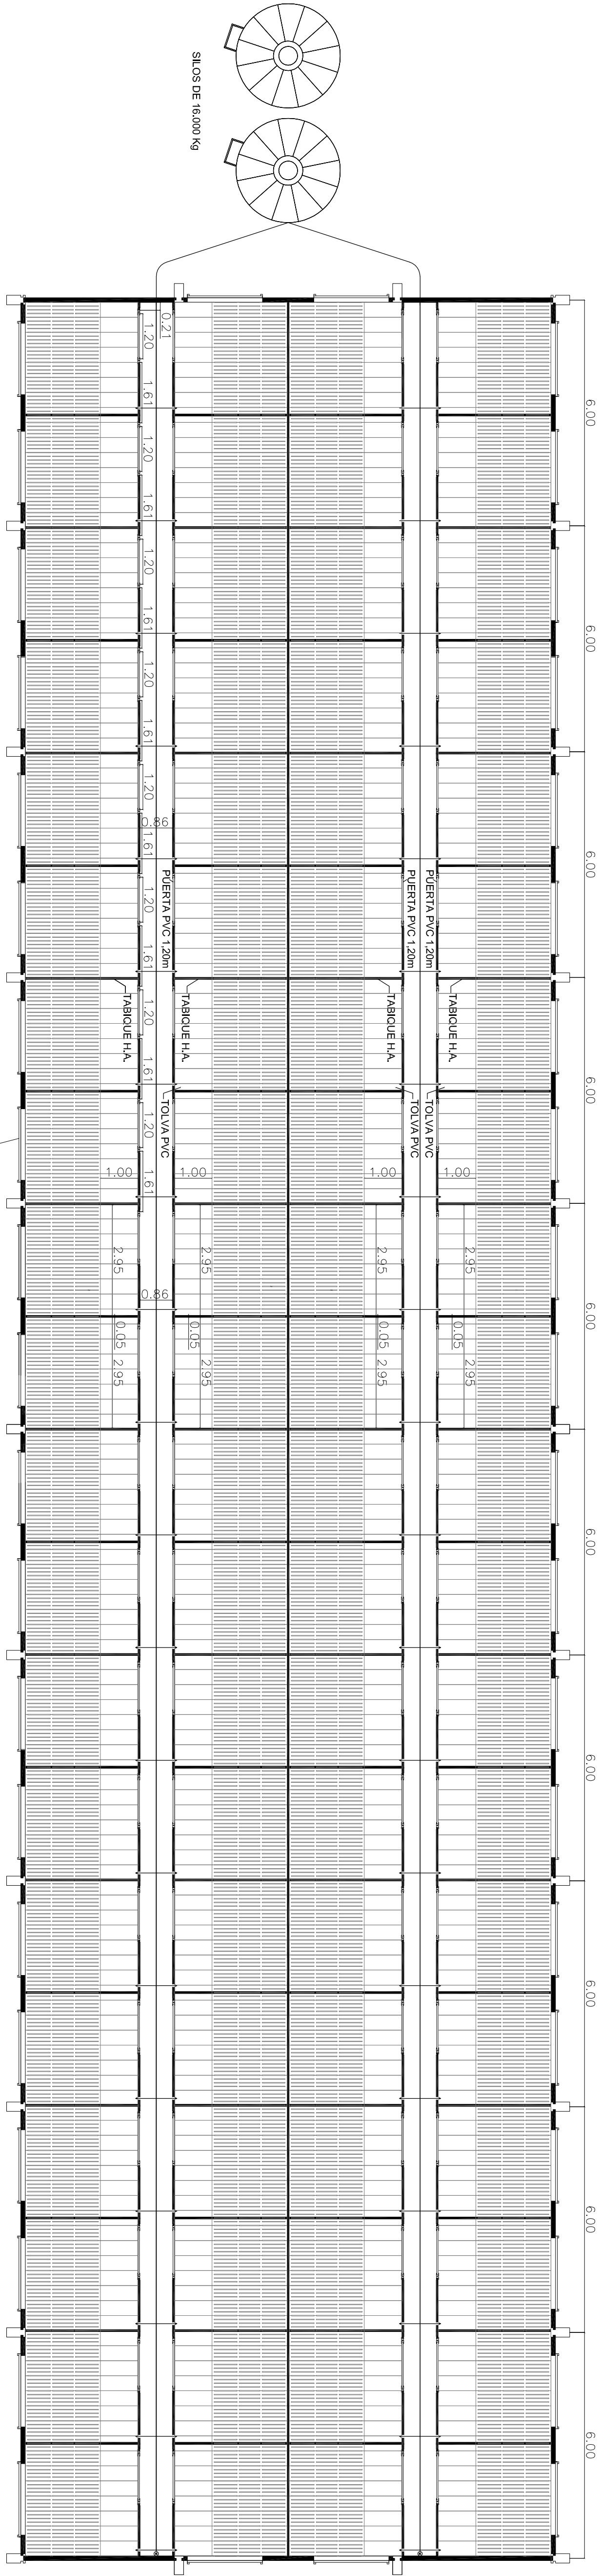 6.00 6.00 6.00 6.00 6.00 6.00 6.00 6.00 6.00 6.00
TABIQUE H.A. 1.00 2.95 0.05 2.95
PUERTA PVC 1,20m TOLVA PVC
PUERTA PVC 1,20m TOLVA PVC
TABIQUE H.A. 1.00 2.95 0.05 2.95
SILOS DE 16.000 Kg
TABIQUE H.A. 1.00 2.95 0.05 2.95
0.21 PUERTA PVC 1,20m TOLVA PVC
0.86 0.86
1.20 1.61 1.20 1.61 1.20 1.61 1.20 1.61 1.20 1.61 1.20 1.61 1.20 1.61 1.20 1.61
TABIQUE H.A. 1.00 2.95 0.05 2.95